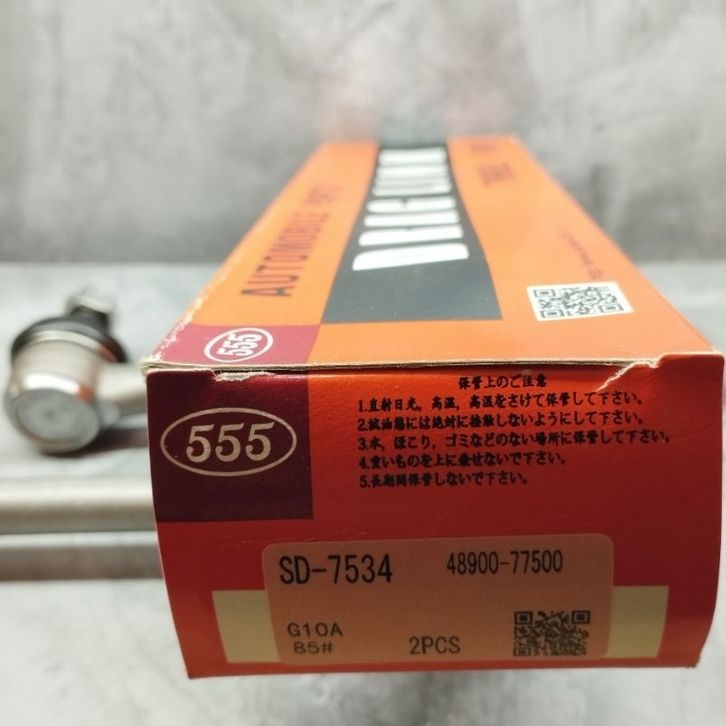 AUTOMOBILE PARTS
DRAG LINK
555
555
保管上のご注意
1.直射日光，高温，高湿をさけて保管して下さい。
2.鉱油類には絶対に接触しないようにして下さい。
3.水，ほこり，ゴミなどのない場所に保管して下さい。
4.重いものを上に乗せないで下さい。
5.長期間保管しないで下さい。
SD-7534 48900-77500
G10A
85# 2PCS